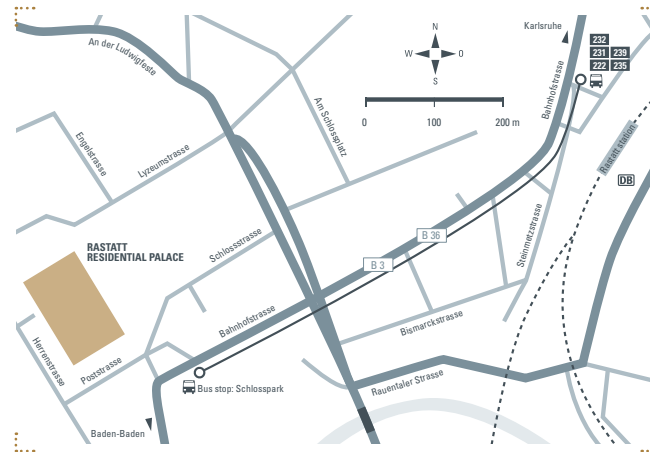 Karlsruhe
N
W
O
S
232
231 239
222 235
An der Ludwigfeste
Bahnhofstrasse
0 100 200 m
Am Schlossplatz
Engelstrasse
Lyzeumstrasse
Rastatt station
DB
Steinmetzstrasse
B 36
Schlossstrasse
RASTATT
RESIDENTIAL PALACE
B 3
Bahnhofstrasse
Bismarckstrasse
Herrenstrasse
Poststrasse
Bus stop: Schlosspark
Rauentaler Strasse
Baden-Baden